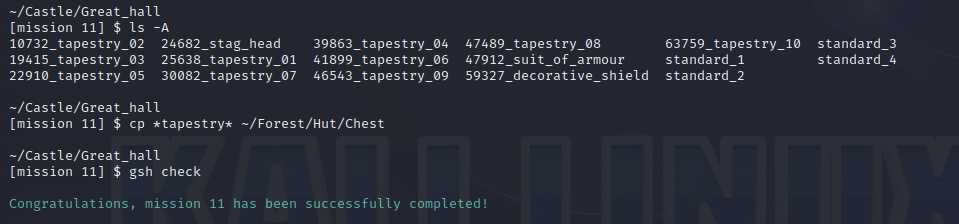 ~/Castle/Great_hall
[mission 11] $ ls -A
10732_tapestry_02  24682_stag_head    39863_tapestry_04  47489_tapestry_08        63759_tapestry_10  standard_3
19415_tapestry_03  25638_tapestry_01  41899_tapestry_06  47912_suit_of_armour     standard_1         standard_4
22910_tapestry_05  30082_tapestry_07  46543_tapestry_09  59327_decorative_shield  standard_2
~/Castle/Great_hall
[mission 11] $ cp *tapestry* ~/Forest/Hut/Chest
~/Castle/Great_hall
[mission 11] $ gsh check
Congratulations, mission 11 has been successfully completed!
KALI LINUX